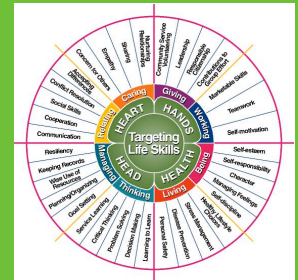 Targeting
Life Skills
HEART
HANDS
HEALTH
HEAD
Relating
Caring
Giving
Working
Being
Living
Thinking
Managing
Communication
Cooperation
Social Skills
Conflict Resolution
Accepting
Differences
Concern for Others
Empathy
Sharing
Nurturing
Relationships
Community Service
Volunteering
Leadership
Responsible
Citizenship
Contributions to
Group Effort
Marketable Skills
Teamwork
Self-motivation
Self-esteem
Self-responsibility
Character
Managing Feelings
Self-discipline
Healthy Lifestyle
Choices
Stress Management
Disease Prevention
Personal Safety
Learning to Learn
Decision Making
Problem Solving
Critical Thinking
Service Learning
Goal Setting
Planning/Organizing
Wise Use of
Resources
Keeping Records
Resiliency